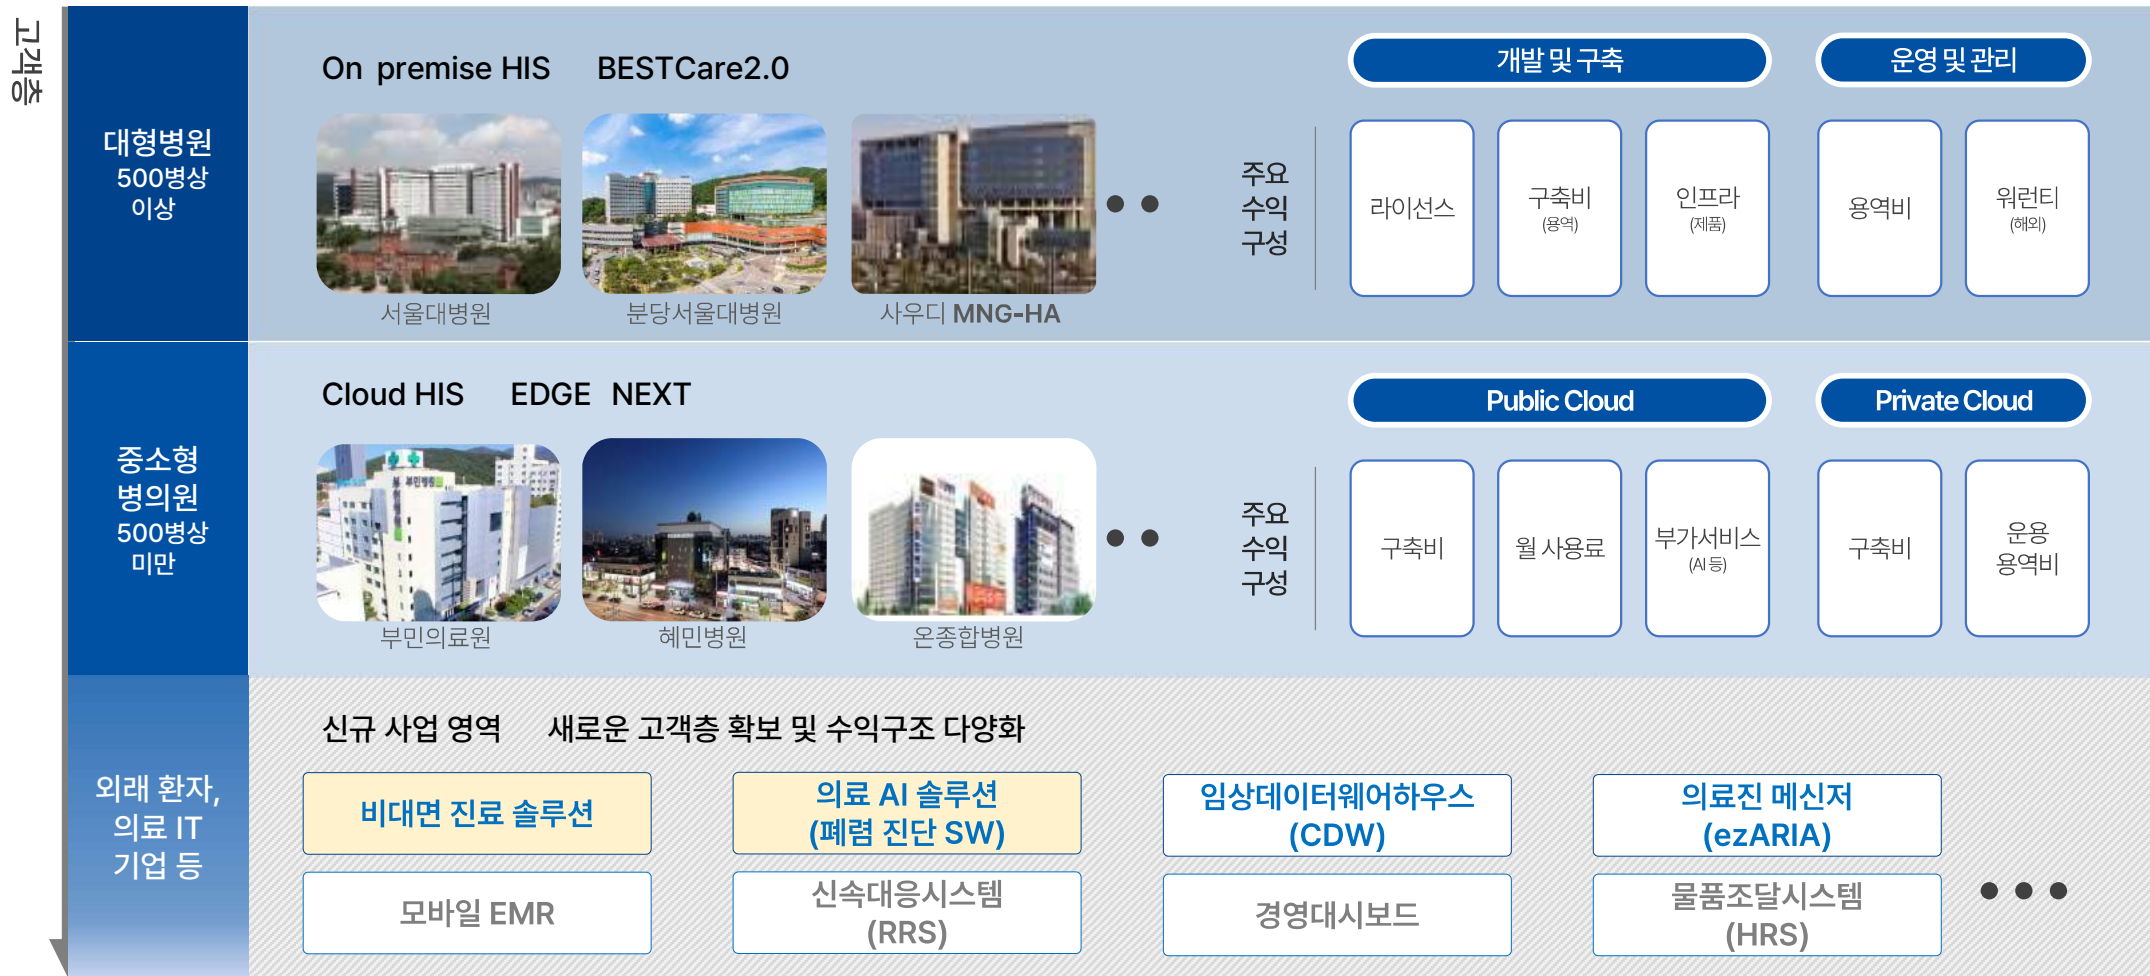 고객층
대형병원
500병상
이상
On premise HIS BESTCare2.0
서울대병원
분당서울대병원
사우디 MNG-HA
주요
수익
구성
개발 및 구축
운영 및 관리
라이선스
구축비
(용역)
인프라
(제품)
용역비
워런티
(해외)
중소형
병의원
500병상
미만
Cloud HIS EDGE NEXT
부민병원
부민의료원
혜민병원
온종합병원
주요
수익
구성
Public Cloud
Private Cloud
구축비
월 사용료
부가서비스
(AI 등)
구축비
운용
용역비
외래 환자,
의료 IT
기업 등
신규 사업 영역 새로운 고객층 확보 및 수익구조 다양화
비대면 진료 솔루션
의료 AI 솔루션
(폐렴 진단 SW)
임상데이터웨어하우스
(CDW)
의료진 메신저
(ezARIA)
모바일 EMR
신속대응시스템
(RRS)
경영대시보드
물품조달시스템
(HRS)